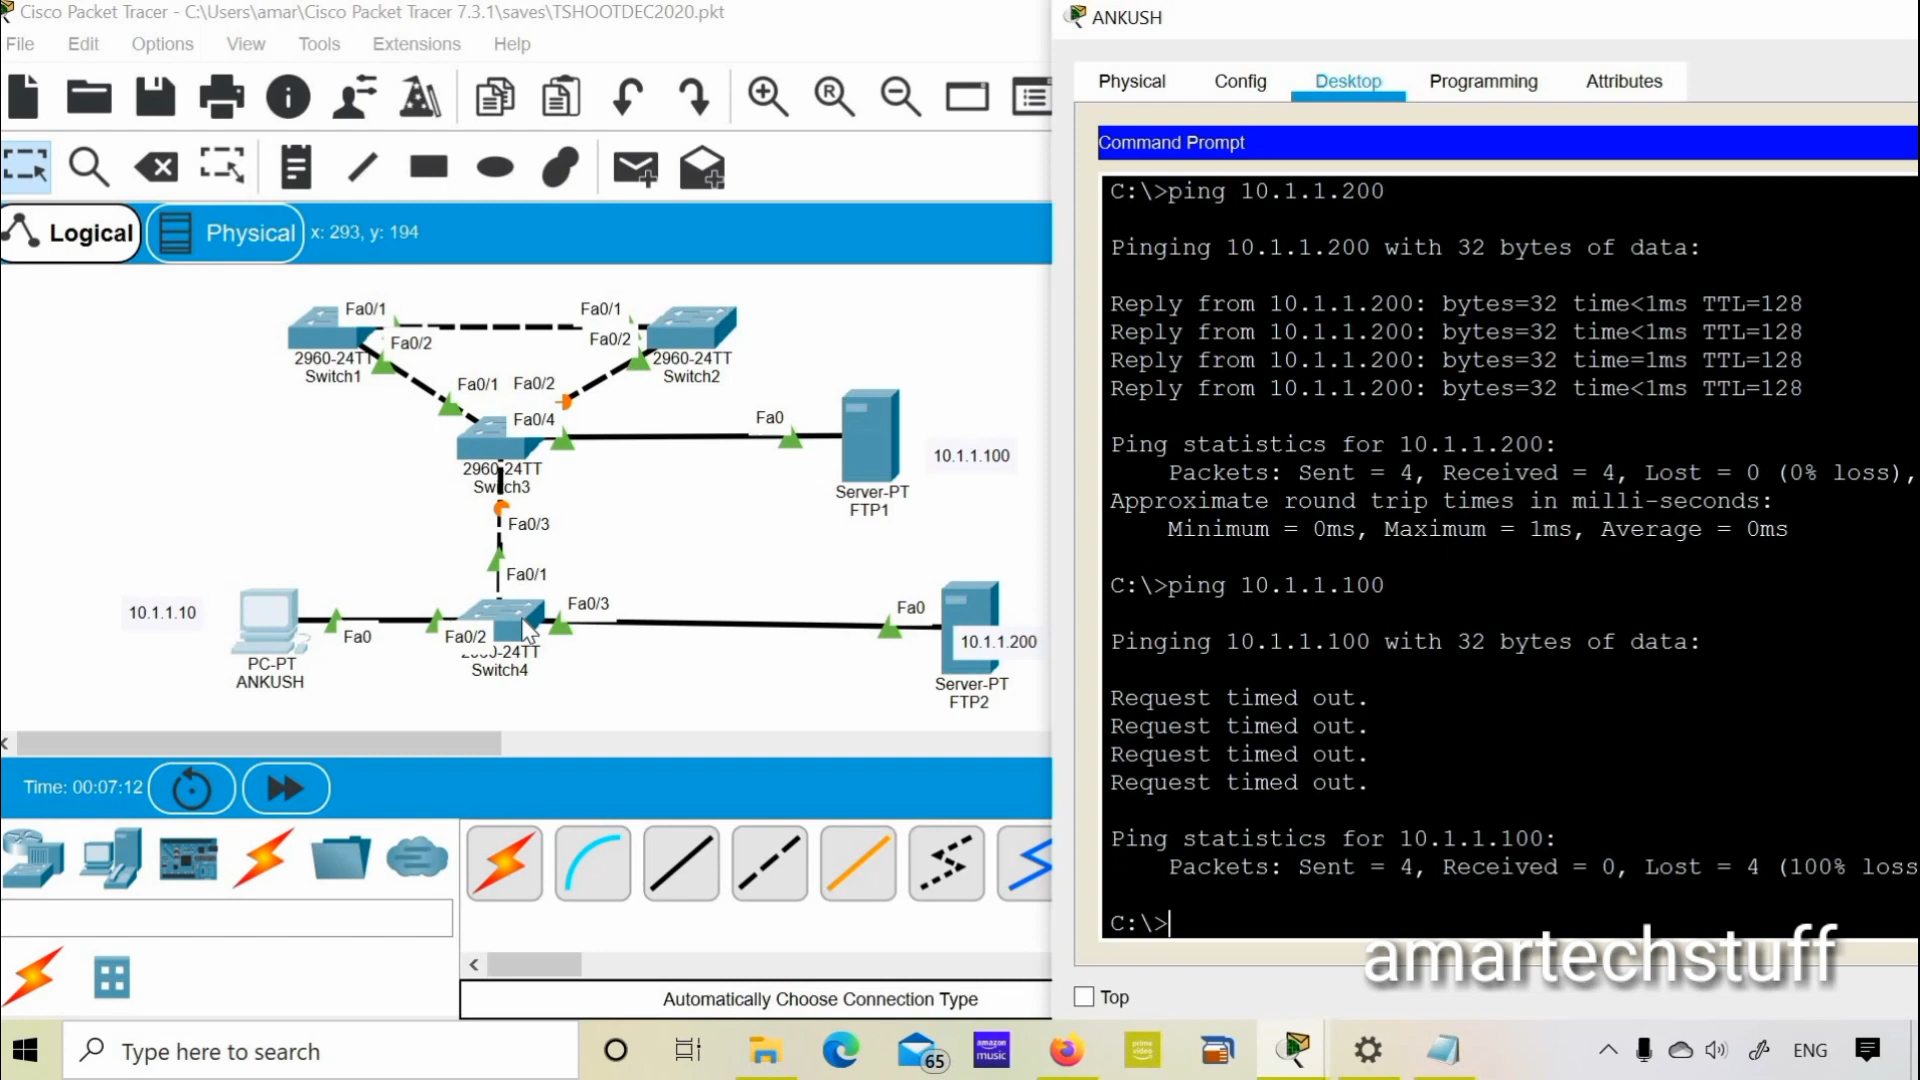 Cisco Packet Tracer - C:\Users\amar\Cisco Packet Tracer 7.3.1\saves\TSHOOTDEC2020.pkt
File Edit Options View Tools Extensions Help
Logical Physical x: 293, y: 194
Fa0/1 Fa0/1
Fa0/2 Fa0/2
2960-24TT 2960-24TT
Switch1 Switch2
Fa0/1 Fa0/2
Fa0/4 Fa0
2960-24TT 10.1.1.100
Switch3 Server-PT
FTP1
Fa0/3
Fa0/1
10.1.1.10 Fa0/3 Fa0
Fa0 Fa0/2 10.1.1.200
PC-PT
ANKUSH
Switch4
Server-PT
FTP2
Time: 00:07:12
Automatically Choose Connection Type
ANKUSH
Physical Config Desktop Programming Attributes
Command Prompt
C:\>ping 10.1.1.200
Pinging 10.1.1.200 with 32 bytes of data:
Reply from 10.1.1.200: bytes=32 time<1ms TTL=128
Reply from 10.1.1.200: bytes=32 time<1ms TTL=128
Reply from 10.1.1.200: bytes=32 time=1ms TTL=128
Reply from 10.1.1.200: bytes=32 time<1ms TTL=128
Ping statistics for 10.1.1.200:
Packets: Sent = 4, Received = 4, Lost = 0 (0% loss),
Approximate round trip times in milli-seconds:
Minimum = 0ms, Maximum = 1ms, Average = 0ms
C:\>ping 10.1.1.100
Pinging 10.1.1.100 with 32 bytes of data:
Request timed out.
Request timed out.
Request timed out.
Request timed out.
Ping statistics for 10.1.1.100:
Packets: Sent = 4, Received = 0, Lost = 4 (100% loss
C:\>
amartechstuff
Top
Type here to search
65
amazon music
prime video
ENG